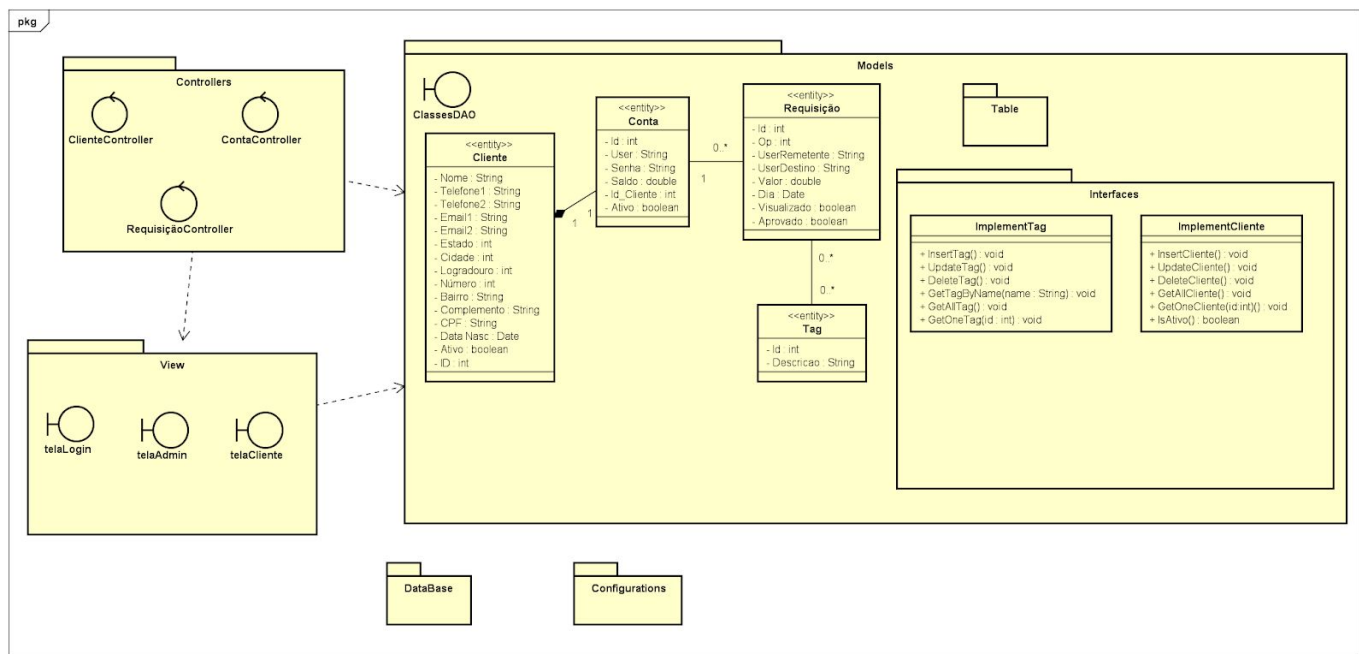 pkg
Controllers
ClienteController
ContaController
RequisiçãoController
View
telaLogin
telaAdmin
telaCliente
Models
ClassesDAO
<<entity>>
Cliente
- Nome : String
- Telefone1 : String
- Telefone2 : String
- Email1 : String
- Email2 : String
- Estado : int
- Cidade : int
- Logradouro : int
- Número : int
- Bairro : String
- Complemento : String
- CPF : String
- Data Nasc : Date
- Ativo : boolean
- ID : int
1
1
<<entity>>
Conta
- Id : int
- User : String
- Senha : String
- Saldo : double
- Id_Cliente : int
- Ativo : boolean
0..*
1
<<entity>>
Requisição
- Id : int
- Op : int
- UserRemetente : String
- UserDestino : String
- Valor : double
- Dia : Date
- Visualizado : boolean
- Aprovado : boolean
0..*
0..*
<<entity>>
Tag
- Id : int
- Descricao : String
Table
Interfaces
ImplementTag
+ InsertTag() : void
+ UpdateTag() : void
+ DeleteTag() : void
+ GetTagByName(name : String) : void
+ GetAllTag() : void
+ GetOneTag(id : int) : void
ImplementCliente
+ InsertCliente() : void
+ UpdateCliente() : void
+ DeleteCliente() : void
+ GetAllCliente() : void
+ GetOneCliente(id:int)() : void
+ IsAtivo() : boolean
DataBase
Configurations